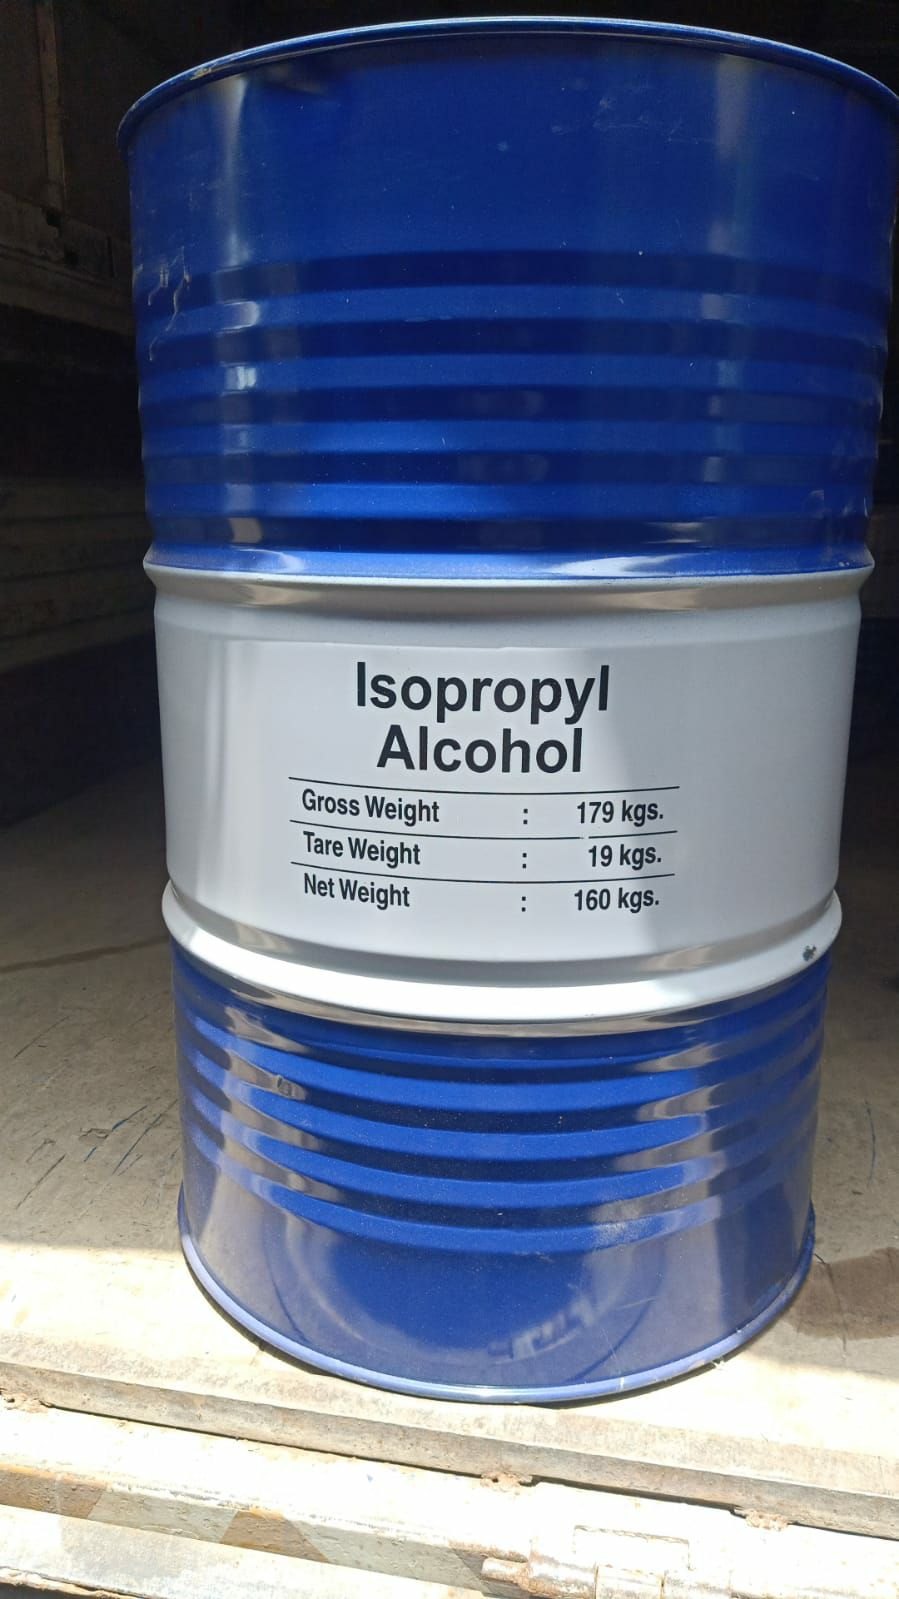 Isopropyl
Alcohol
Gross Weight : 179 kgs.
Tare Weight : 19 kgs.
Net Weight : 160 kgs.